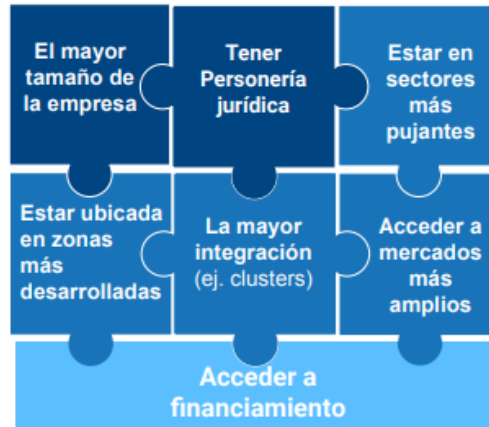 El mayor
tamaño de
la empresa
Tener
Personería
jurídica
Estar en
sectores
más
pujantes
Estar ubicada
en zonas
más
desarrolladas
La mayor
integración
(ej. clusters)
Acceder a
mercados
más
amplios
Acceder a
financiamiento